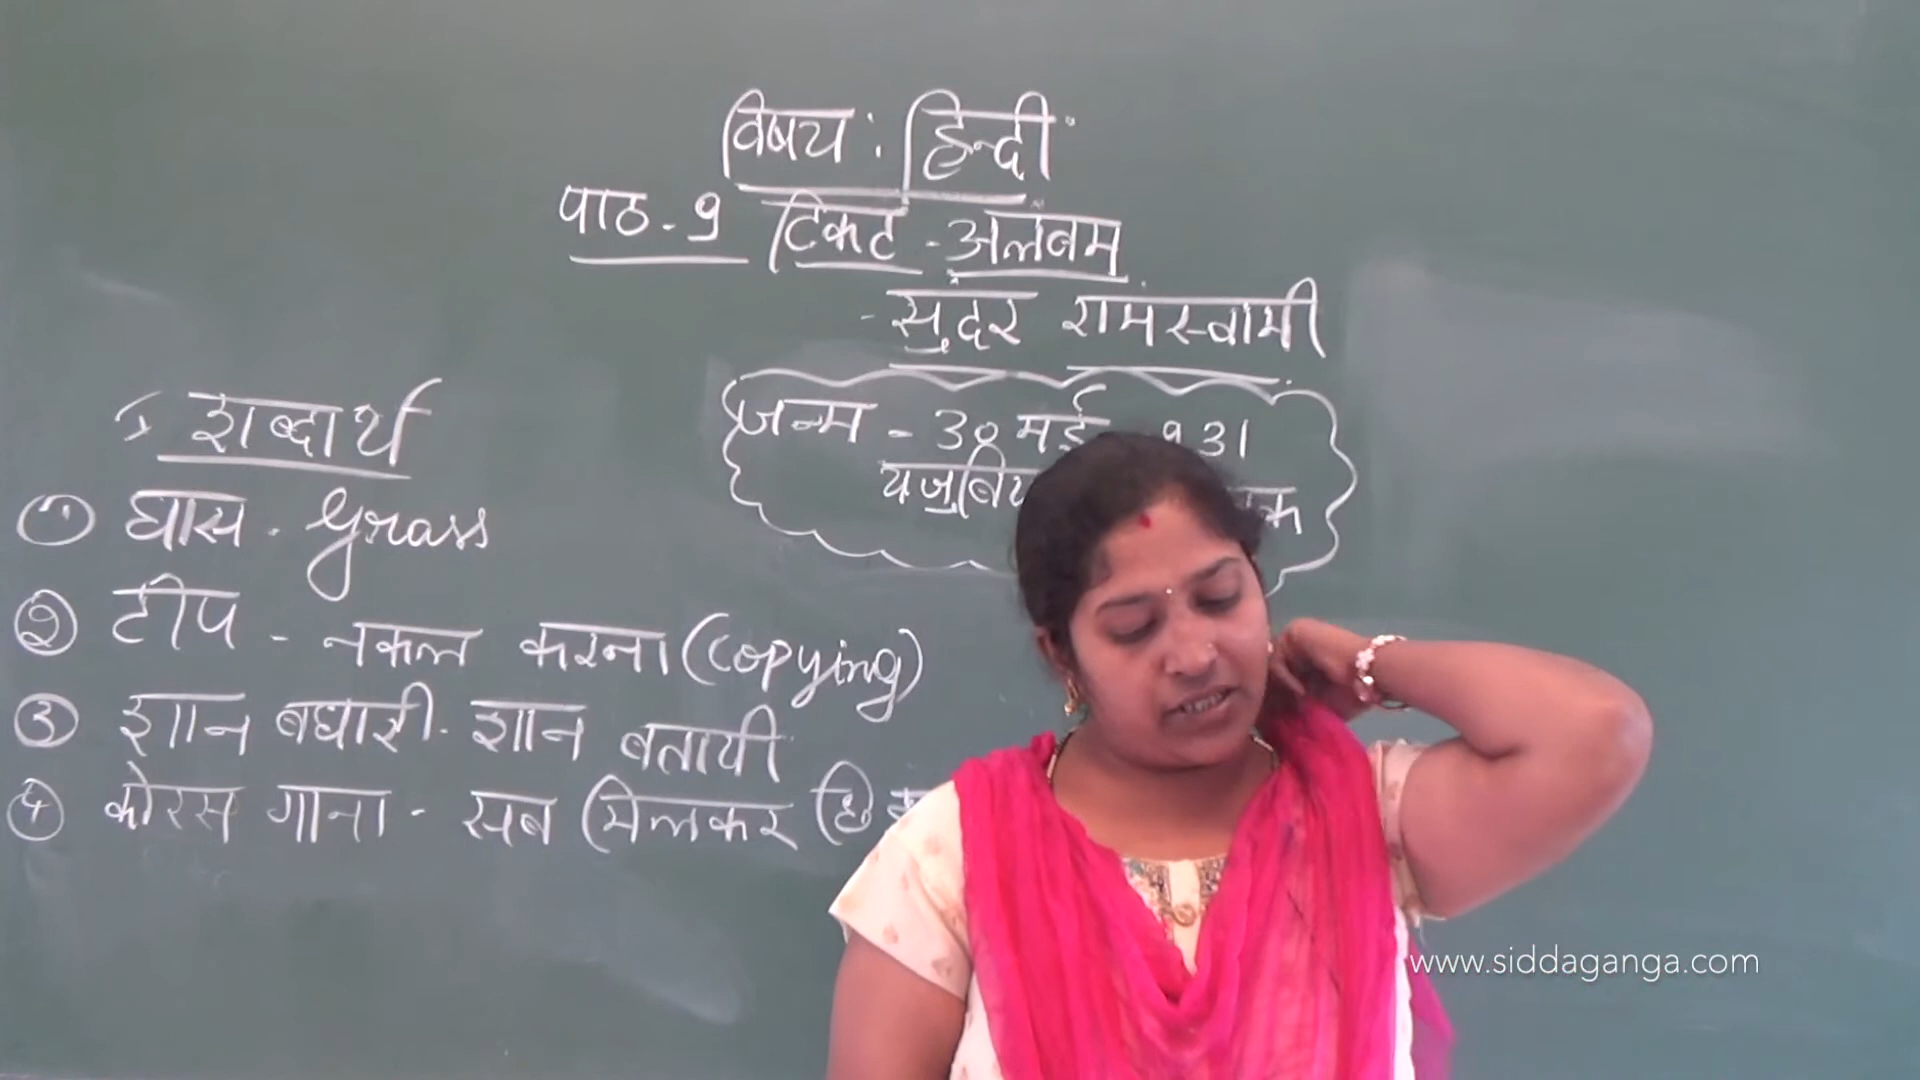 विषय : हिन्दी
पाठ - 9 टिकट - अलबम
- सुंदर रामस्वामी
जन्म - 30 मई 931
शब्दार्थ
① घास - grass
② टीप - नकल करना (copying)
③ ज्ञान बघारी - ज्ञान बतायी
④ कोरस गाना - सब मिलकर ही
www.siddaganga.com